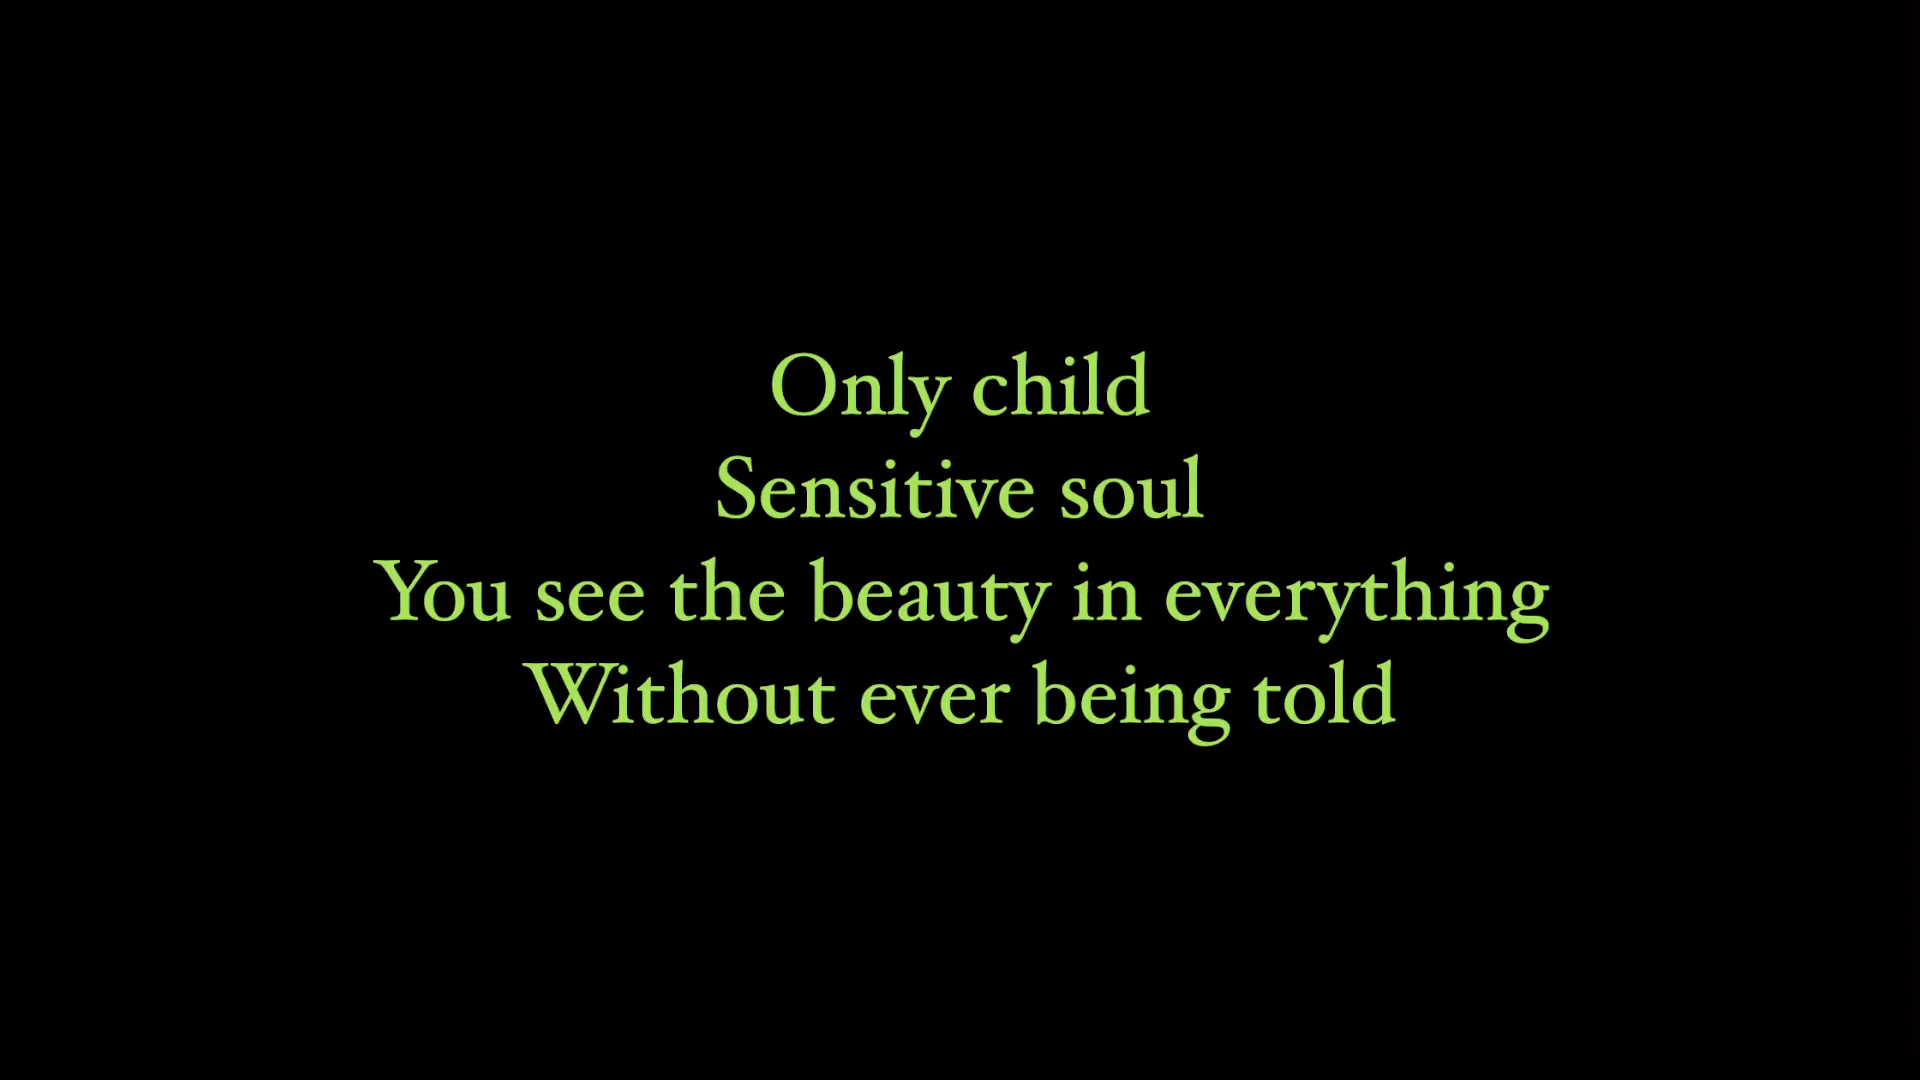 Only child
Sensitive soul
You see the beauty in everything
Without ever being told